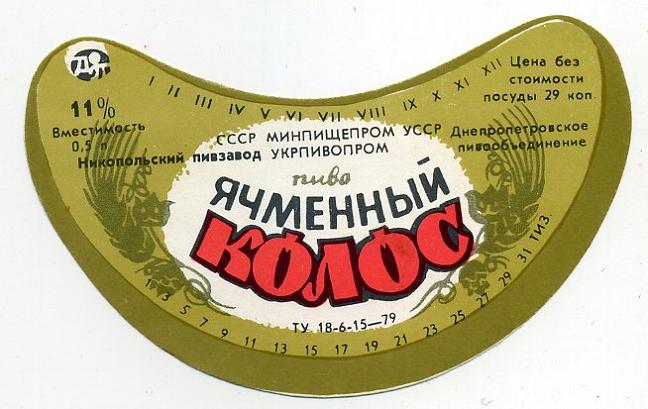 I II III IV V VI VII VIII IX X XI XII
11%
Вместимость
0,5 л
Никопольский пивзавод УКРПИВОПРОМ
СССР МИНПИЩЕПРОМ УССР
Цена без
стоимости
посуды 29 коп.
Днепропетровское
пивообъединение
пиво
ЯЧМЕННЫЙ
КОЛОС
ТУ 18-6-15—79
1 3 5 7 9 11 13 15 17 19 21 23 25 27 29 31 ТИЗ.